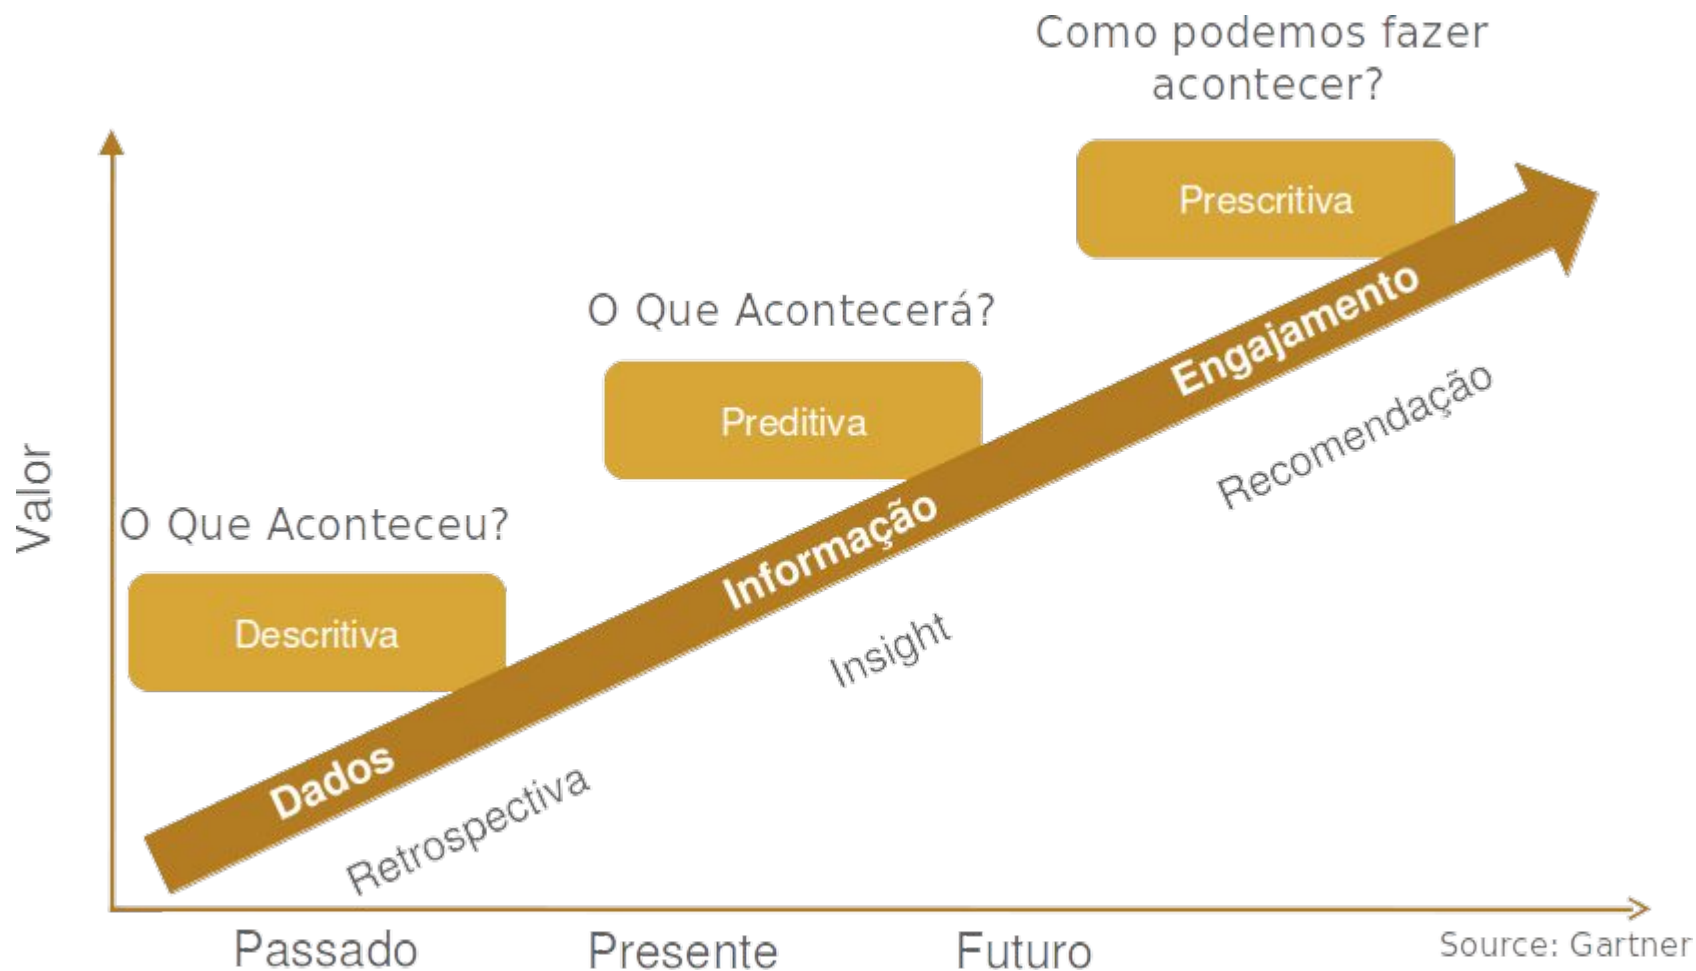 Como podemos fazer
acontecer?
Prescritiva
O Que Acontecerá?
Preditiva
O Que Aconteceu?
Descritiva
Valor
Dados
Informação
Engajamento
Retrospectiva
Insight
Recomendação
Passado
Presente
Futuro
Source: Gartner